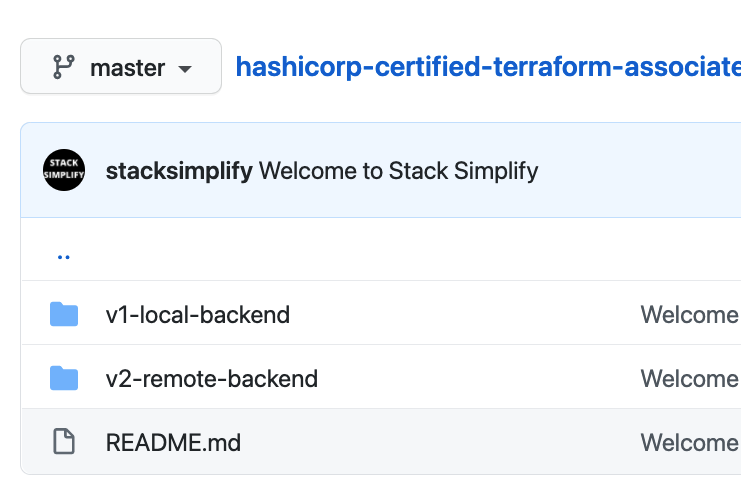 master
hashicorp-certified-terraform-associate
STACK
SIMPLIFY
stacksimplify Welcome to Stack Simplify
..
v1-local-backend Welcome
v2-remote-backend Welcome
README.md Welcome